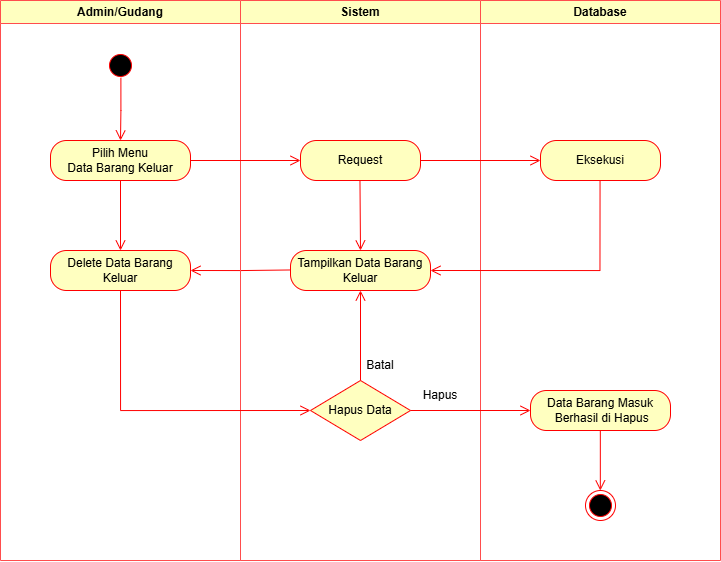 Admin/Gudang
Sistem
Database
Pilih Menu
Data Barang Keluar
Request
Eksekusi
Delete Data Barang
Keluar
Tampilkan Data Barang
Keluar
Batal
Hapus Data
Hapus
Data Barang Masuk
Berhasil di Hapus